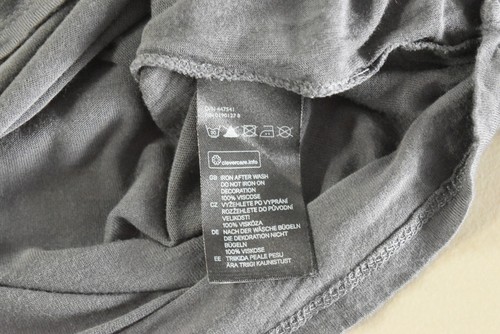 clevercare.info
GB IRON AFTER WASH
DO NOT IRON ON
DECORATION
100% VISCOSE
CZ VYŽEHLETE PO VYPRÁNÍ
ROZŽEHLETE DO PŮVODNÍ
VELIKOSTI
100% VISKÓZA
DE NACH DER WÄSCHE BÜGELN
DIE DEKORATION NICHT
BÜGELN
100% VISKOSE
EE TRIIKIDA PEALE PESU
ÄRA TRIIGI KAUNISTUST